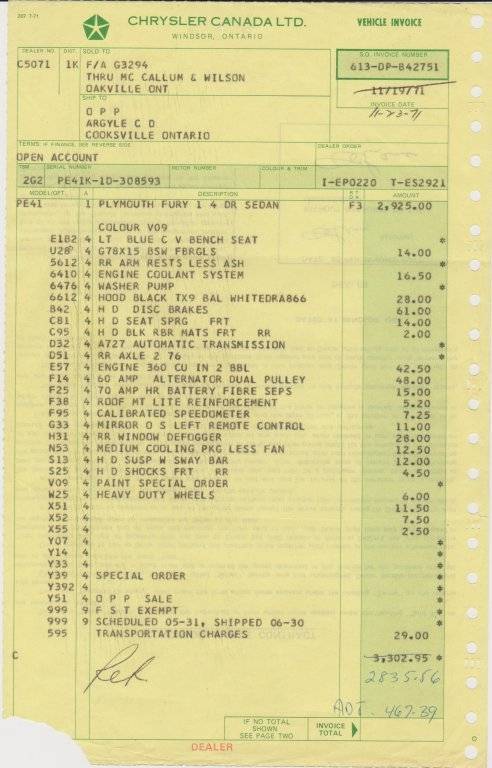 207 7-71
CHRYSLER CANADA LTD. VEHICLE INVOICE
WINDSOR, ONTARIO
DEALER NO. DIST. SOLD TO S.O. INVOICE NUMBER
C5071 1K F/A G3294 613-DP-B42751
THRU MC CALLUM & WILSON
OAKVILLE ONT 11/19/71
SHIP TO INVOICE DATE
O P P 11-23-71
ARGYLE C D
COOKSVILLE ONTARIO
TERMS: IF FINANCE, SEE REVERSE SIDE DEALER ORDER
OPEN ACCOUNT
SERIAL NUMBER MOTOR NUMBER COLOUR & TRIM
2G2 PE41K-1D-308593 I-EP0220 T-ES2921
MODEL/OPT. A DESCRIPTION AMOUNT
PE41 1 PLYMOUTH FURY 1 4 DR SEDAN F3 2,925.00
COLOUR V09
E1B2 4 LT BLUE C V BENCH SEAT *
U28 4 G78X15 BSW FBRGLS 14.00
5612 4 RR ARM RESTS LESS ASH *
6410 4 ENGINE COOLANT SYSTEM 16.50
6476 4 WASHER PUMP *
6612 4 HOOD BLACK TX9 BAL WHITEDRA866 28.00
B42 4 H D DISC BRAKES 61.00
C81 4 H D SEAT SPRG FRT 14.00
C95 4 H D BLK RBR MATS FRT RR 2.00
D32 4 A727 AUTOMATIC TRANSMISSION *
D51 4 RR AXLE 2 76 *
E57 4 ENGINE 360 CU IN 2 BBL 42.50
F14 4 60 AMP ALTERNATOR DUAL PULLEY 48.00
F25 4 70 AMP HR BATTERY FIBRE SEPS 15.00
F38 4 ROOF MT LITE REINFORCEMENT 5.20
F95 4 CALIBRATED SPEEDOMETER 7.25
G33 4 MIRROR O S LEFT REMOTE CONTROL 11.00
H31 4 RR WINDOW DEFOGGER 28.00
N53 4 MEDIUM COOLING PKG LESS FAN 12.50
S13 4 H D SUSP W SWAY BAR 12.00
S25 4 H D SHOCKS FRT RR 4.50
V09 4 PAINT SPECIAL ORDER *
W25 4 HEAVY DUTY WHEELS 6.00
X51 4 11.50
X52 4 7.50
X55 4 2.50
Y07 4 *
Y14 4 *
Y33 4 *
Y39 4 SPECIAL ORDER *
Y392 4 *
Y51 4 O P P SALE *
999 9 F S T EXEMPT *
999 9 SCHEDULED 05-31, SHIPPED 06-30 *
595 TRANSPORTATION CHARGES 29.00
C 3,302.95 *
2835.56
ADT. 467.39
IF NO TOTAL SHOWN SEE PAGE TWO INVOICE TOTAL
DEALER